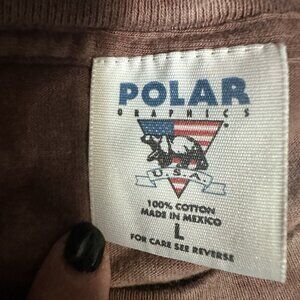 POLAR
GRAPHICS
U.S.A.
100% COTTON
MADE IN MEXICO
L
FOR CARE SEE REVERSE